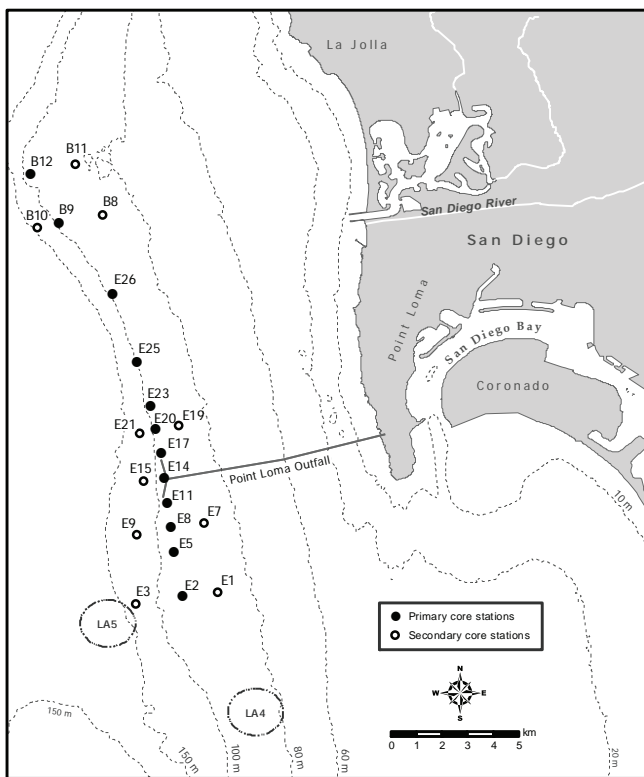 La Jolla
B11
B12
B8
B9
B10
San Diego River
San Diego
E26
Point Loma
San Diego Bay
E25
Coronado
E23
E19
E20
E21
E17
E14
Point Loma Outfall
E15
E11
10 m
E7
E8
E9
E5
E1
E2
E3
LA5
Primary core stations
Secondary core stations
N
W E
S
LA4
150 m
km
0 1 2 3 4 5
150 m
100 m
80 m
60 m
20 m